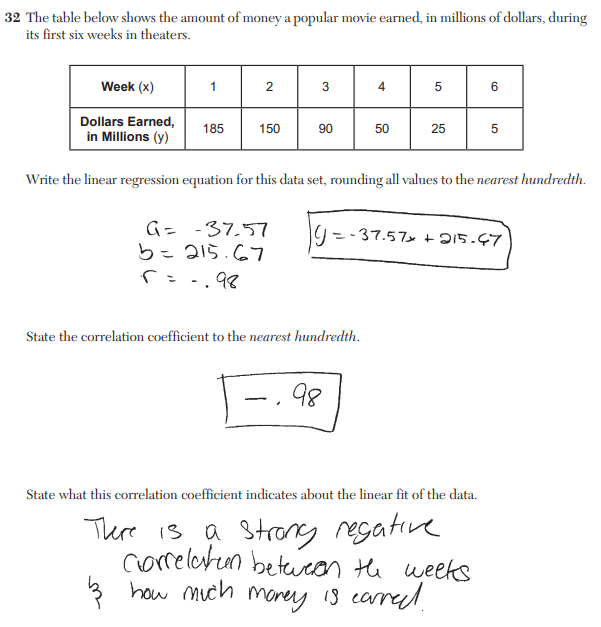 32 The table below shows the amount of money a popular movie earned, in millions of dollars, during
its first six weeks in theaters.
Week (x) 1 2 3 4 5 6
Dollars Earned,
in Millions (y) 185 150 90 50 25 5
Write the linear regression equation for this data set, rounding all values to the nearest hundredth.
a = -37.57
b = 215.67
r = -.98
y = -37.57x + 215.67
State the correlation coefficient to the nearest hundredth.
-.98
State what this correlation coefficient indicates about the linear fit of the data.
There is a strong negative
correlation between the weeks
& how much money is earned.